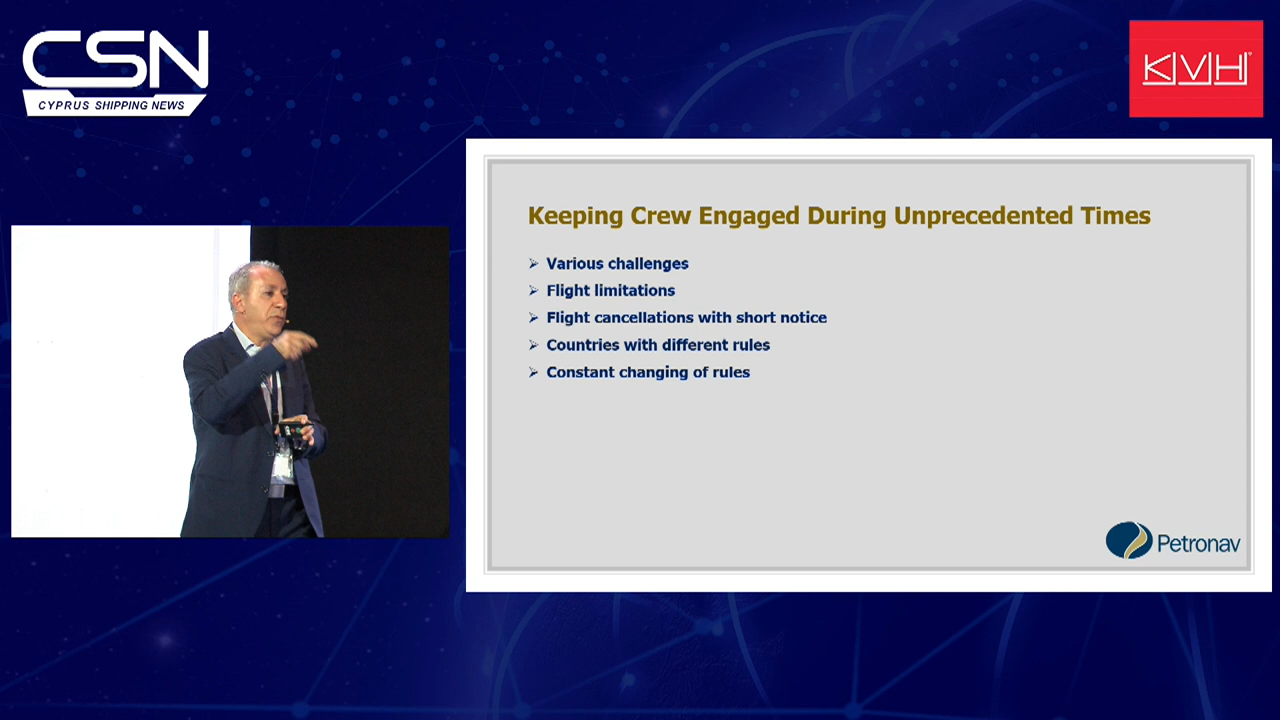 CSN
CYPRUS SHIPPING NEWS
KVH
Keeping Crew Engaged During Unprecedented Times
Various challenges
Flight limitations
Flight cancellations with short notice
Countries with different rules
Constant changing of rules
Petronav